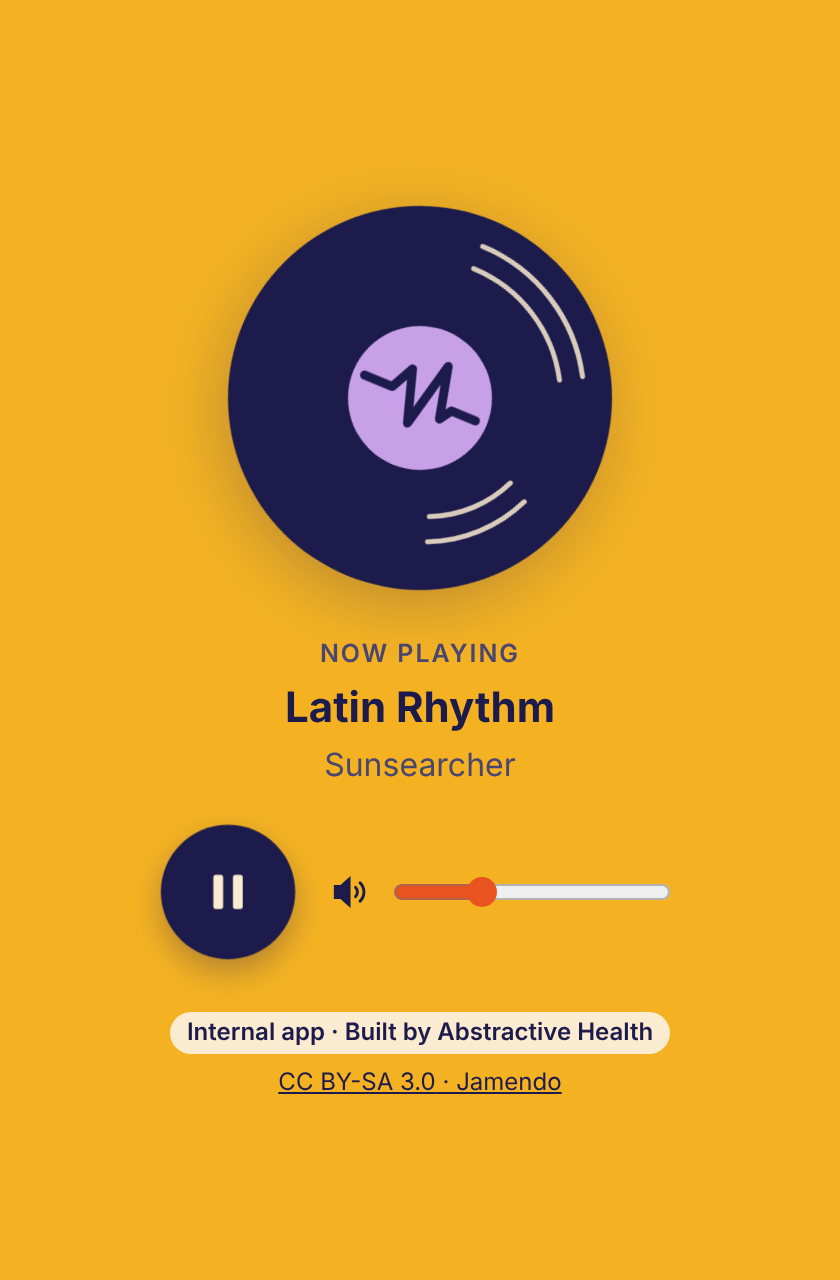 NOW PLAYING
Latin Rhythm
Sunsearcher
Internal app · Built by Abstractive Health
CC BY-SA 3.0 · Jamendo